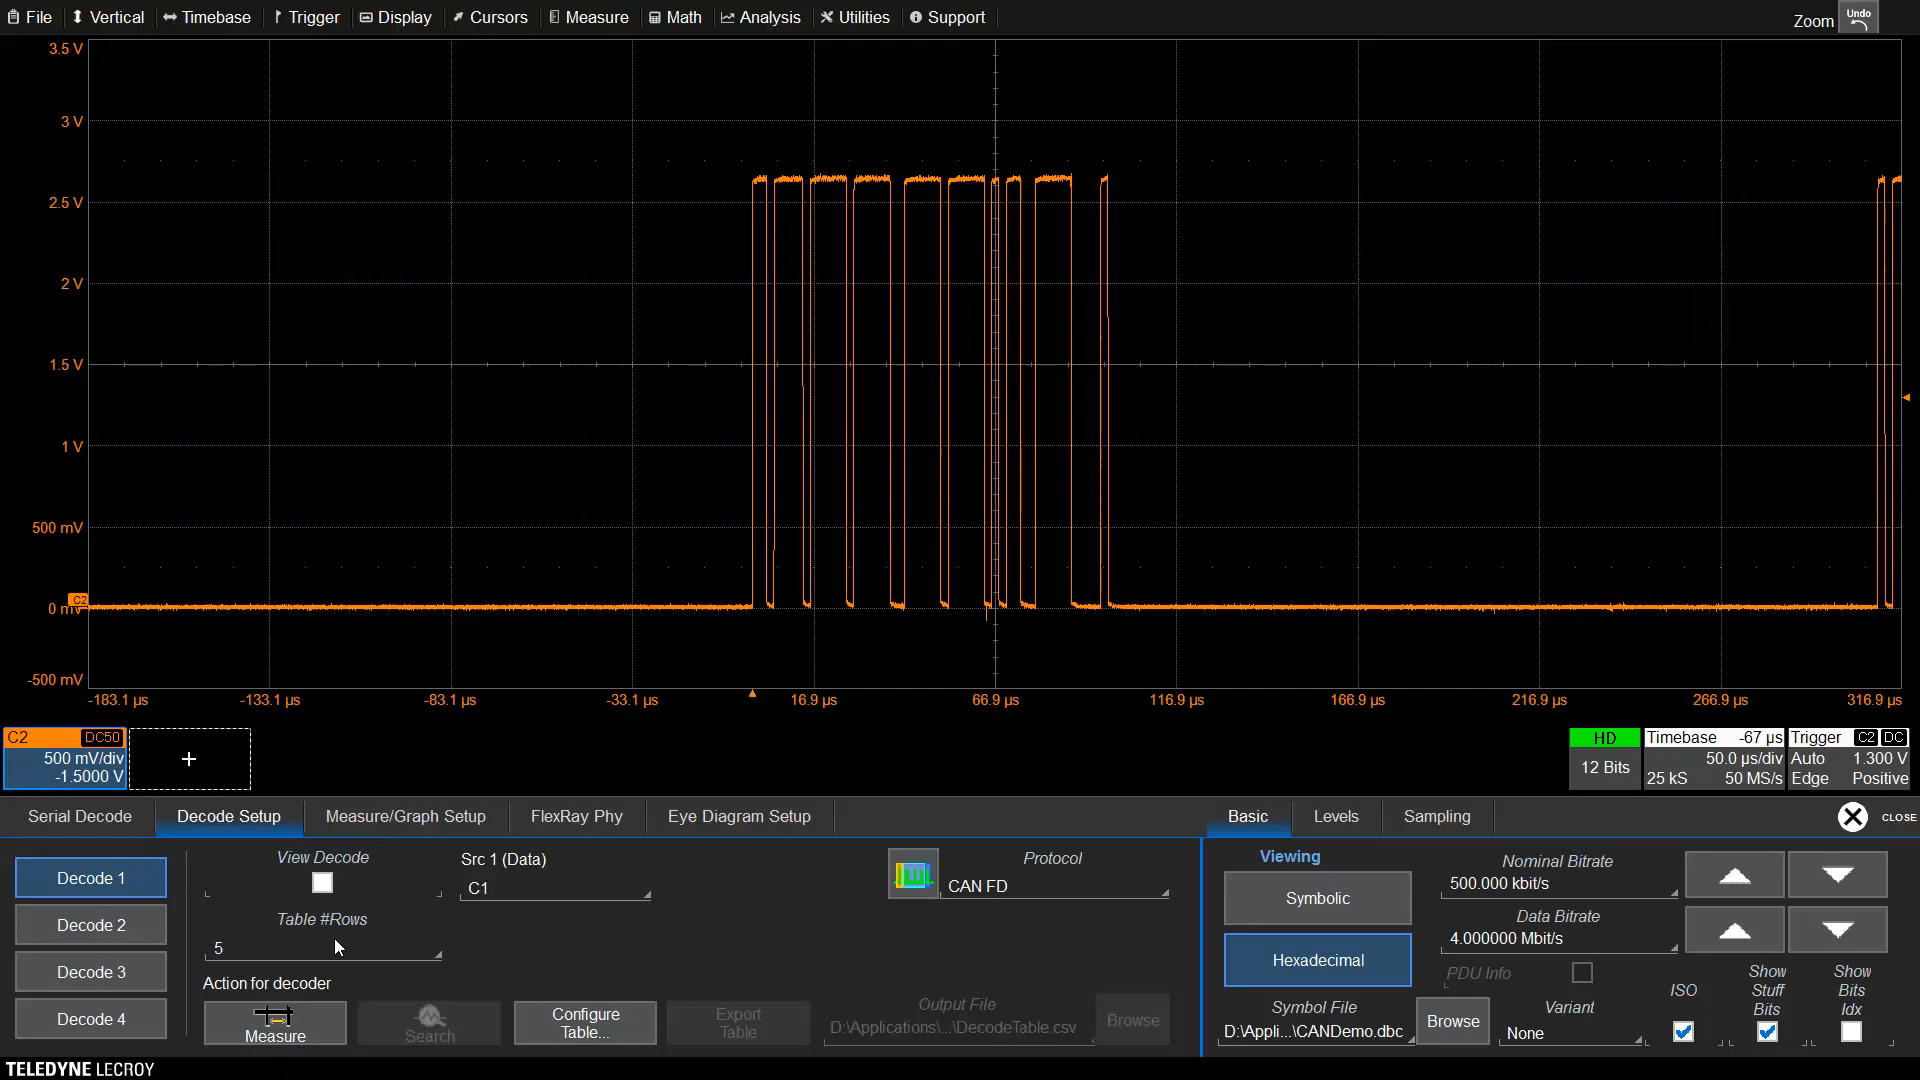 File Vertical Timebase Trigger Display Cursors Measure Math Analysis Utilities Support Zoom Undo
3.5 V
3 V
2.5 V
2 V
1.5 V
1 V
500 mV
C2
0 mV
-500 mV
-183.1 µs -133.1 µs -83.1 µs -33.1 µs 16.9 µs 66.9 µs 116.9 µs 166.9 µs 216.9 µs 266.9 µs 316.9 µs
C2 DC50
500 mV/div
-1.5000 V
+
HD
12 Bits
Timebase -67 µs
50.0 µs/div
25 kS 50 MS/s
Trigger C2 DC
Auto 1.300 V
Edge Positive
Serial Decode Decode Setup Measure/Graph Setup FlexRay Phy Eye Diagram Setup Basic Levels Sampling CLOSE
Decode 1
Decode 2
Decode 3
Decode 4
View Decode
Table #Rows
5
Action for decoder
Measure
Search
Configure
Table...
Export
Table
Src 1 (Data)
C1
Protocol
CAN FD
Output File
D:\Applications\...\DecodeTable.csv
Browse
Viewing
Symbolic
Hexadecimal
Symbol File
D:\Appli...\CANDemo.dbc
Browse
Nominal Bitrate
500.000 kbit/s
Data Bitrate
4.000000 Mbit/s
PDU Info
Variant
None
ISO
Show
Stuff
Bits
Show
Bits
Idx
TELEDYNE LECROY